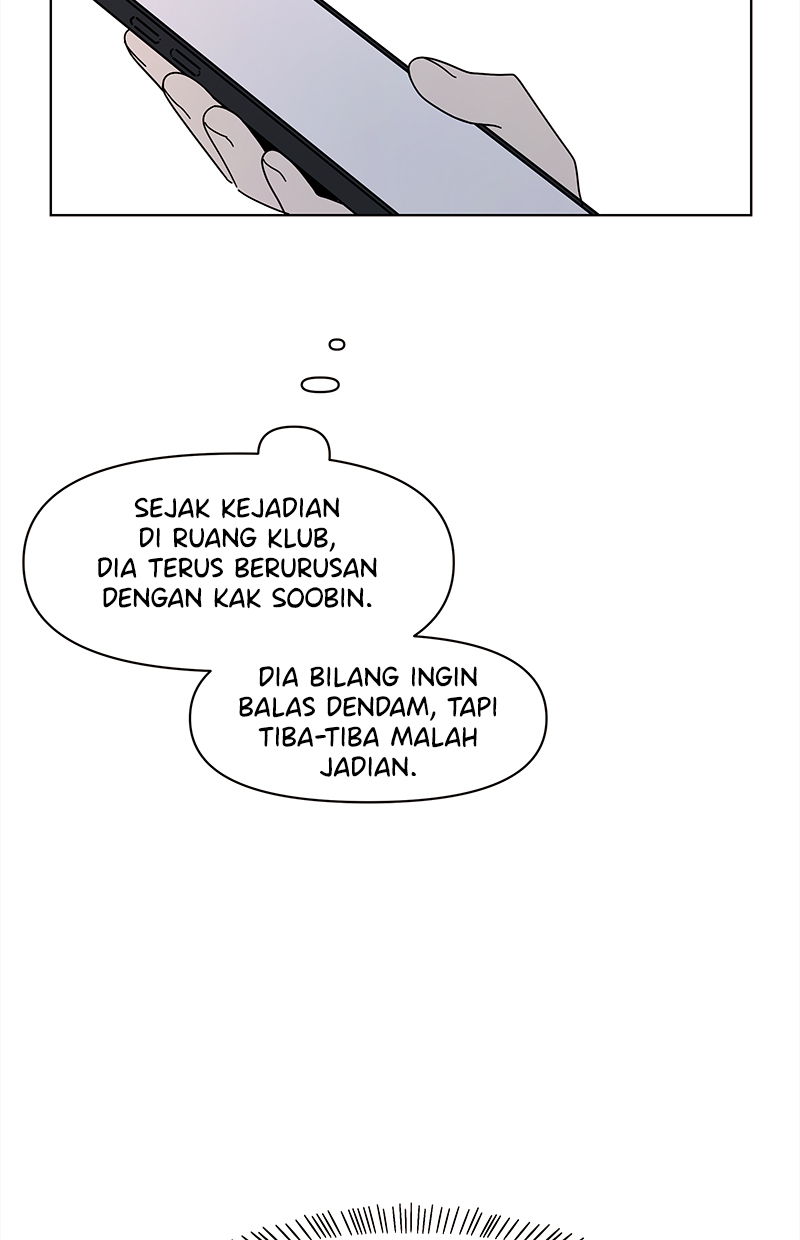 SEJAK KEJADIAN
DI RUANG KLUB,
DIA TERUS BERURUSAN
DENGAN KAK SOOBIN.
DIA BILANG INGIN
BALAS DENDAM, TAPI
TIBA-TIBA MALAH
JADIAN.